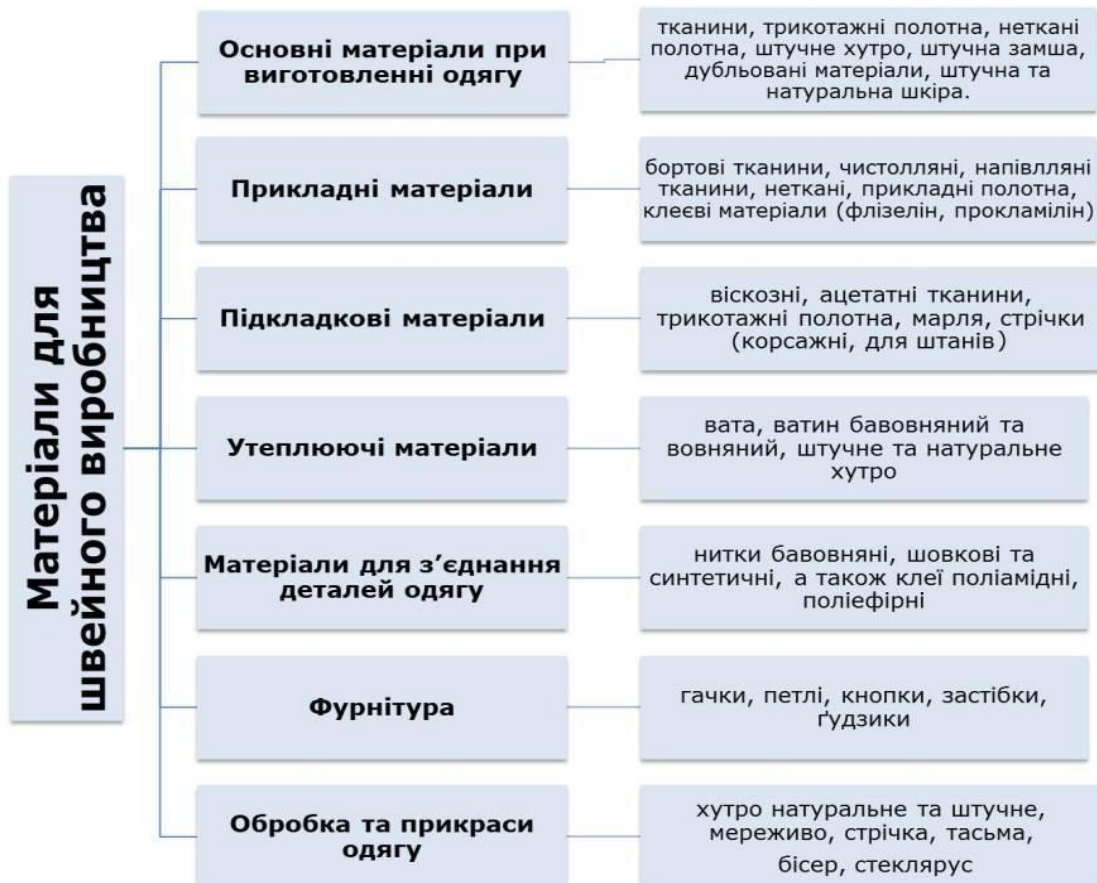 Матеріали для
швейного виробництва
Основні матеріали при
виготовленні одягу
тканини, трикотажні полотна, неткані
полотна, штучне хутро, штучна замша,
дубльовані матеріали, штучна та
натуральна шкіра.
Прикладні матеріали
бортові тканини, чистолляні, напівлляні
тканини, неткані, прикладні полотна,
клеєві матеріали (флізелін, прокламілін)
Підкладкові матеріали
віскозні, ацетатні тканини,
трикотажні полотна, марля, стрічки
(корсажні, для штанів)
Утеплюючі матеріали
вата, ватин бавовняний та
вовняний, штучне та натуральне
хутро
Матеріали для з’єднання
деталей одягу
нитки бавовняні, шовкові та
синтетичні, а також клеї поліамідні,
поліефірні
Фурнітура
гачки, петлі, кнопки, застібки,
ґудзики
Обробка та прикраси
одягу
хутро натуральне та штучне,
мереживо, стрічка, тасьма,
бісер, стеклярус